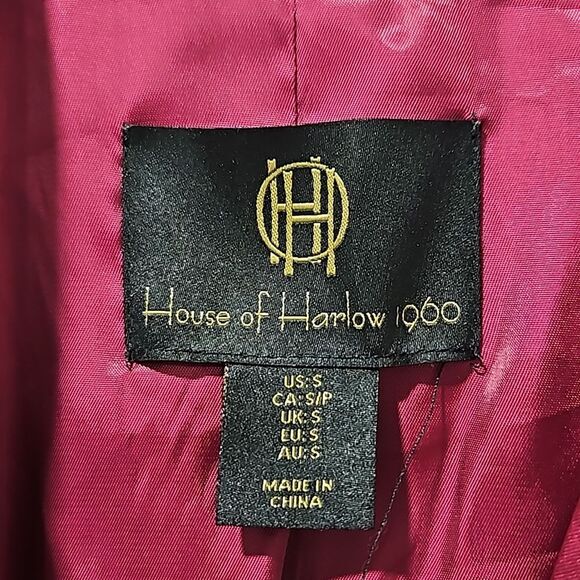 House of Harlow 1960
US: S
CA: S/P
UK: S
EU: S
AU: S
MADE IN
CHINA